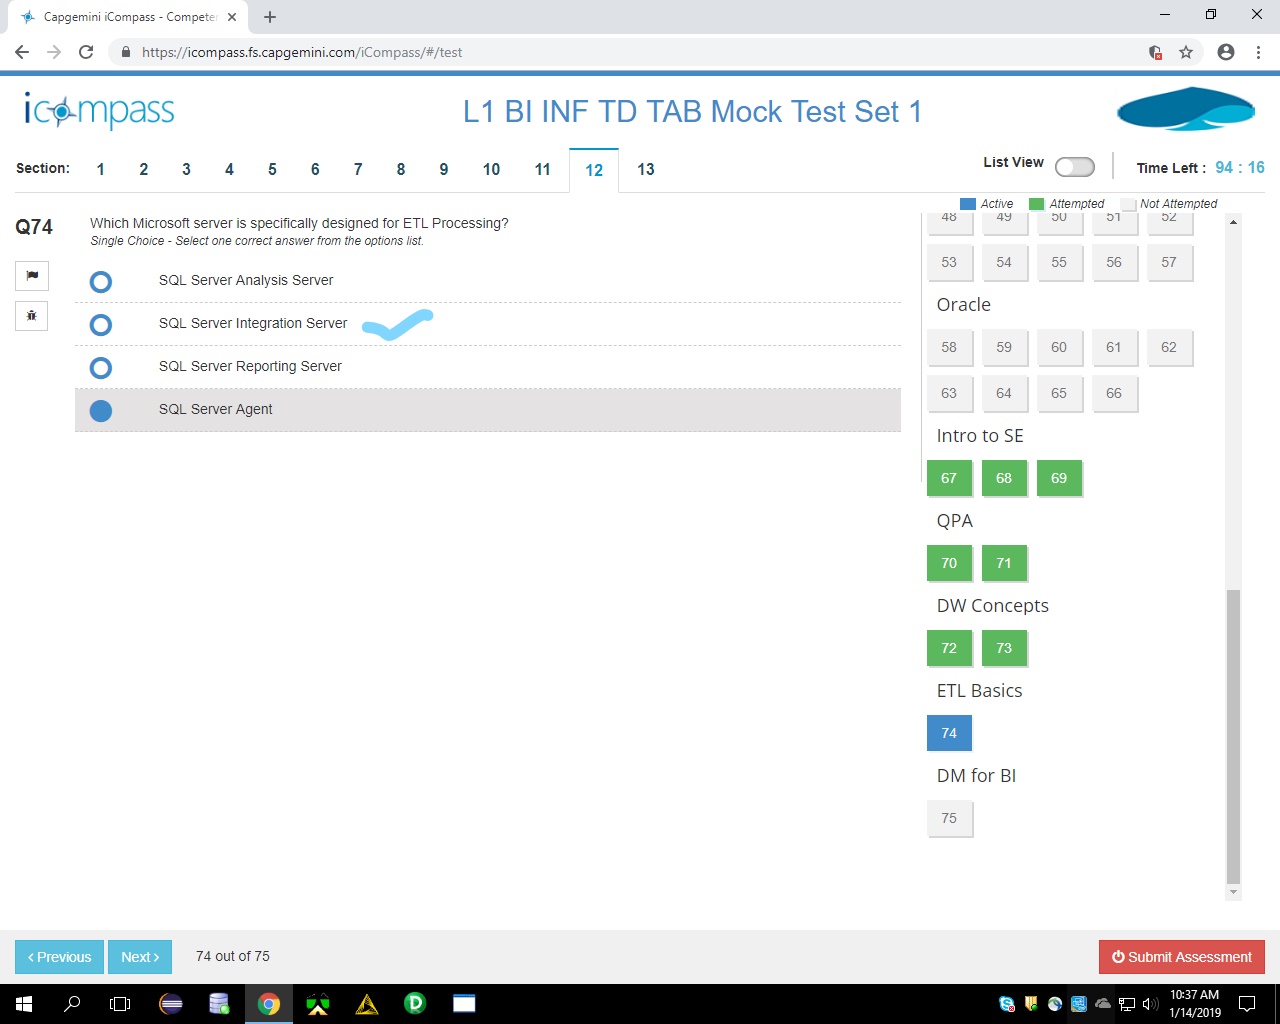 Capgemini iCompass - Compete
https://icompass.fs.capgemini.com/iCompass/#/test
icompass
L1 BI INF TD TAB Mock Test Set 1
Section: 1 2 3 4 5 6 7 8 9 10 11 12 13
List View
Time Left : 94 : 16
Active Attempted Not Attempted
Q74
Which Microsoft server is specifically designed for ETL Processing?
Single Choice - Select one correct answer from the options list.
SQL Server Analysis Server
SQL Server Integration Server
SQL Server Reporting Server
SQL Server Agent
48 49 50 51 52
53 54 55 56 57
Oracle
58 59 60 61 62
63 64 65 66
Intro to SE
67 68 69
QPA
70 71
DW Concepts
72 73
ETL Basics
74
DM for BI
75
‹ Previous
Next ›
74 out of 75
Submit Assessment
10:37 AM
1/14/2019